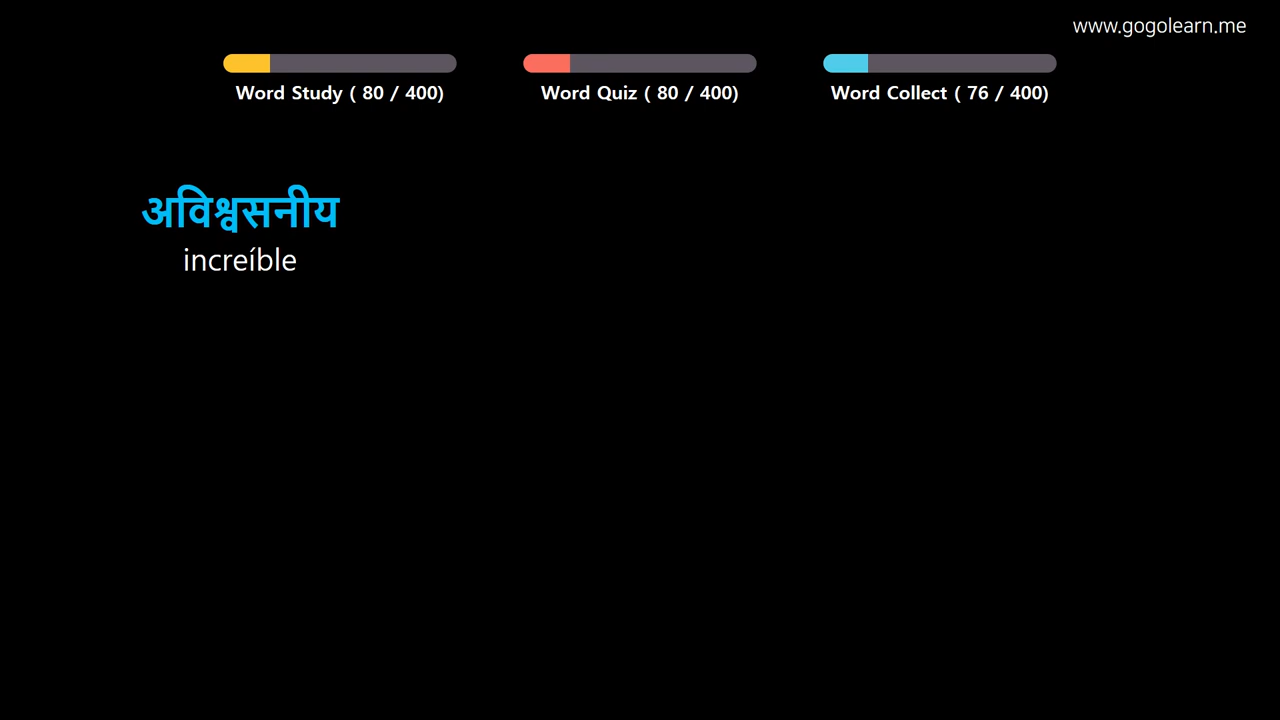 www.gogolearn.me
Word Study ( 80 / 400)
Word Quiz ( 80 / 400)
Word Collect ( 76 / 400)
अविश्वसनीय
increíble